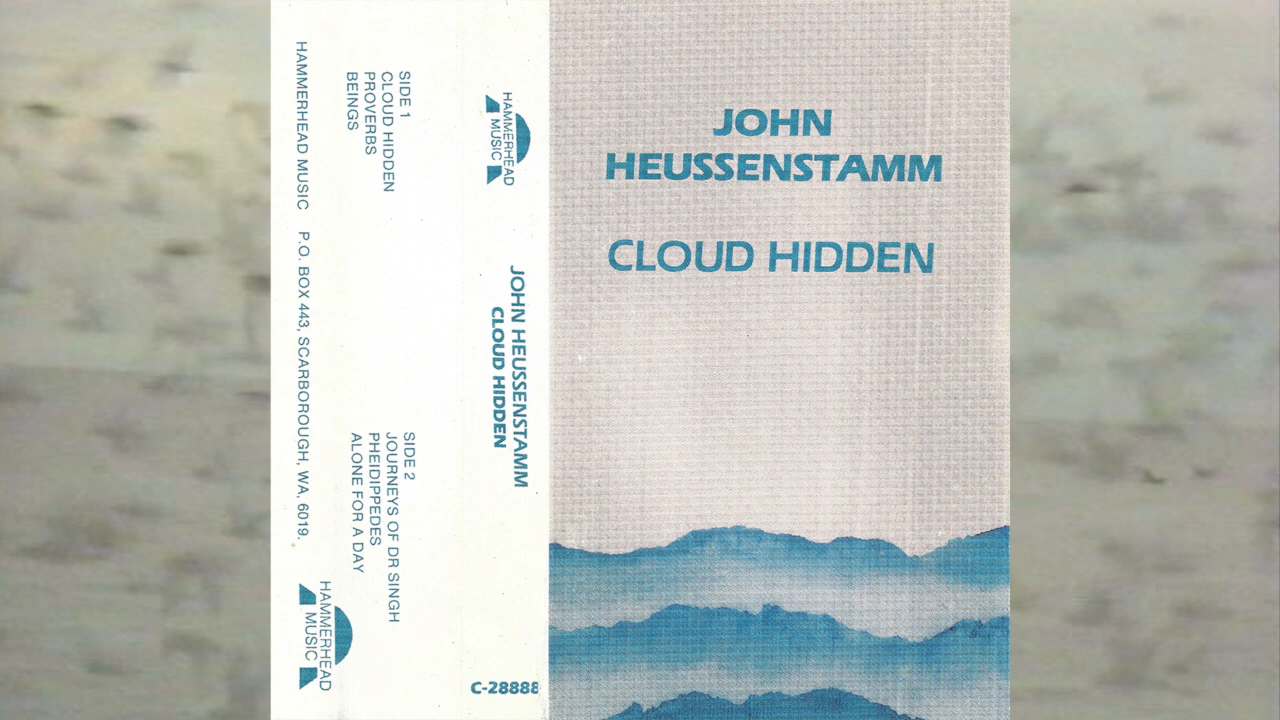 HAMMERHEAD MUSIC P.O. BOX 443, SCARBOROUGH, WA, 6019.
SIDE 1
CLOUD HIDDEN
PROVERBS
BEINGS
SIDE 2
JOURNEYS OF DR SINGH
PHEIDIPPEDES
ALONE FOR A DAY
HAMMERHEAD
MUSIC
HAMMERHEAD
MUSIC
JOHN HEUSSENSTAMM
CLOUD HIDDEN
C-28888
JOHN
HEUSSENSTAMM
CLOUD HIDDEN